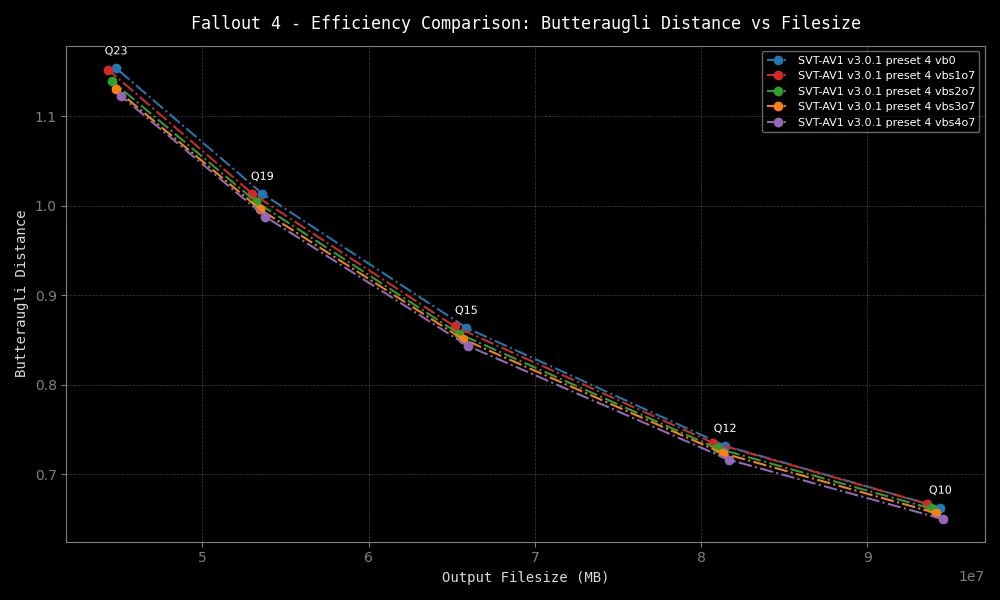 Fallout 4 - Efficiency Comparison: Butteraugli Distance vs Filesize
Q23
SVT-AV1 v3.0.1 preset 4 vb0
SVT-AV1 v3.0.1 preset 4 vbs1o7
SVT-AV1 v3.0.1 preset 4 vbs2o7
SVT-AV1 v3.0.1 preset 4 vbs3o7
SVT-AV1 v3.0.1 preset 4 vbs4o7
1.1
Q19
1.0
0.9
Q15
0.8
Q12
0.7
Q10
Butteraugli Distance
5 6 7 8 9
1e7
Output Filesize (MB)